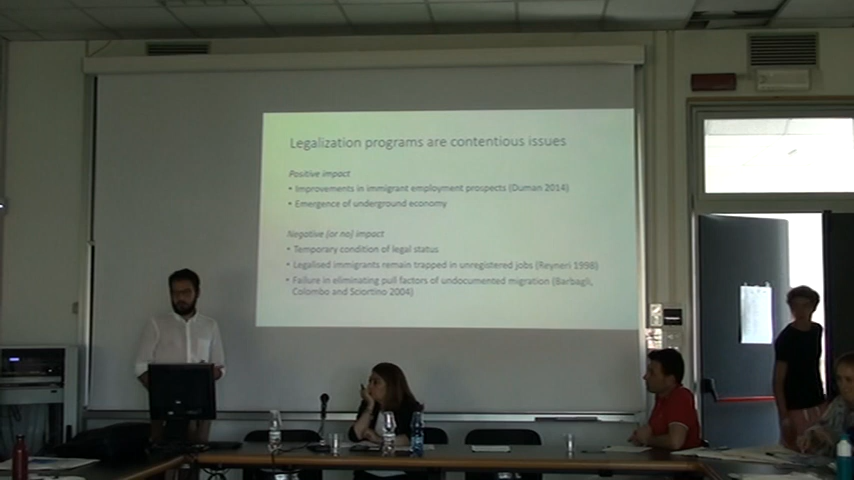 Legalization programs are contentious issues
Positive impact
• Improvements in immigrant employment prospects (Duman 2014)
• Emergence of underground economy
Negative (or no) impact
• Temporary condition of legal status
• Legalised immigrants remain trapped in unregistered jobs (Reyneri 1998)
• Failure in eliminating pull factors of undocumented migration (Barbagli,
Colombo and Sciortino 2004)